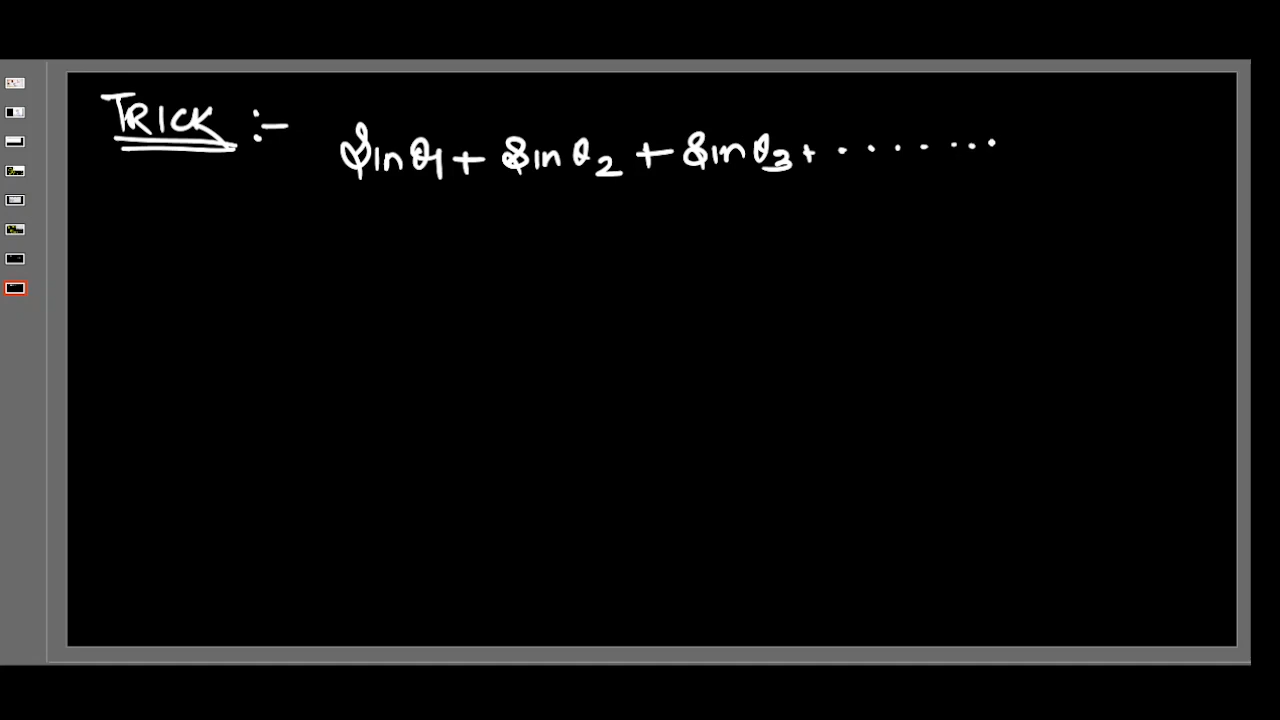 TRICK :- Sinθ1 + Sinθ2 + Sinθ3 + ........